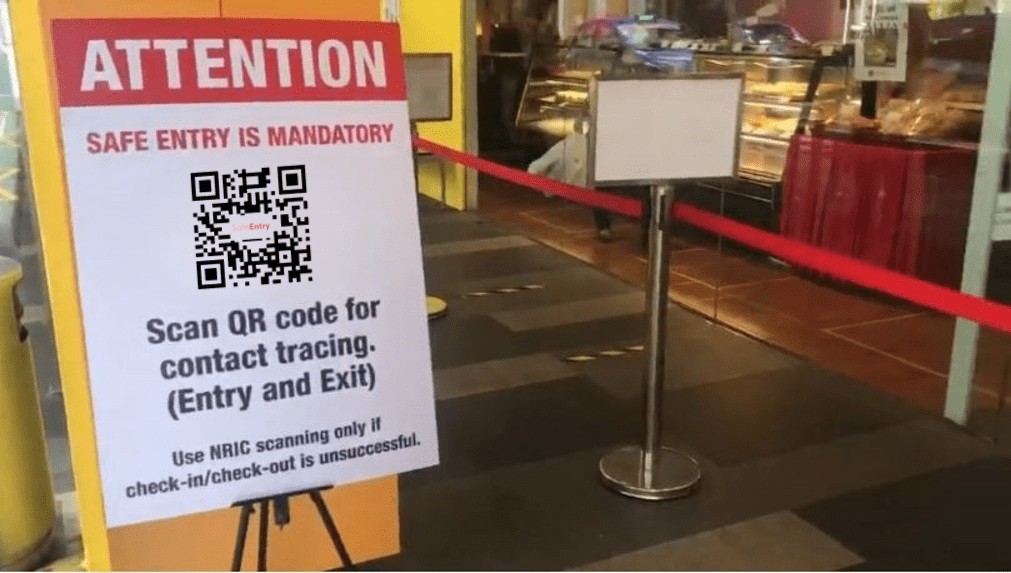 ATTENTION
SAFE ENTRY IS MANDATORY
SafeEntry
Scan QR code for
contact tracing.
(Entry and Exit)
Use NRIC scanning only if
check-in/check-out is unsuccessful.